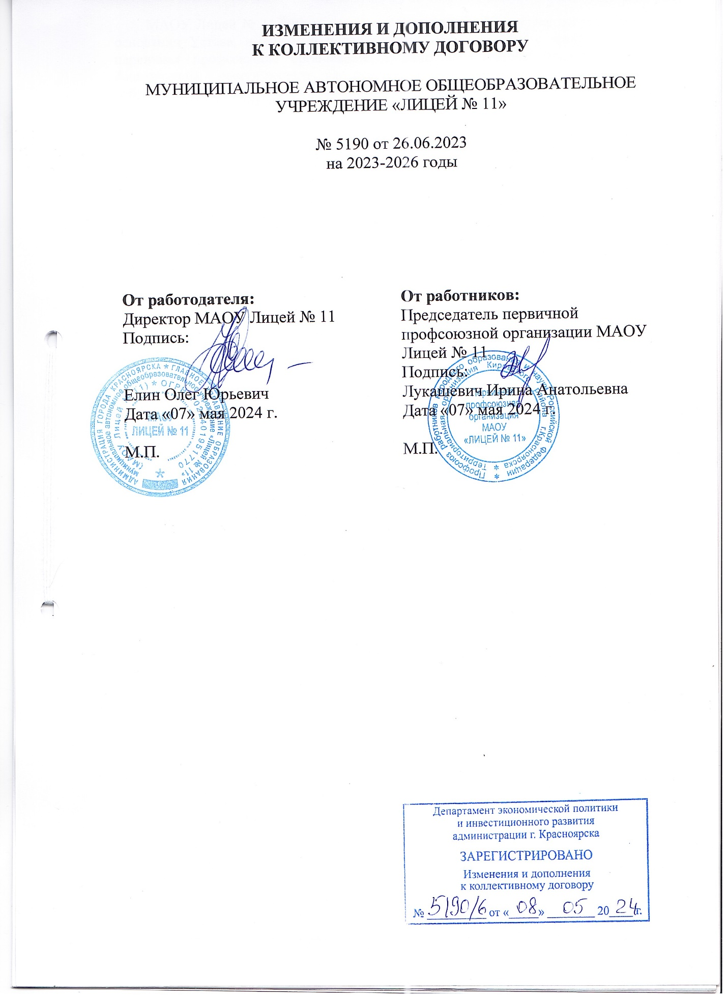 ИЗМЕНЕНИЯ И ДОПОЛНЕНИЯ
К КОЛЛЕКТИВНОМУ ДОГОВОРУ
МУНИЦИПАЛЬНОЕ АВТОНОМНОЕ ОБЩЕОБРАЗОВАТЕЛЬНОЕ
УЧРЕЖДЕНИЕ «ЛИЦЕЙ № 11»
№ 5190 от 26.06.2023
на 2023-2026 годы
От работодателя:
Директор МАОУ Лицей № 11
Подпись:
Елин Олег Юрьевич
Дата «07» мая 2024 г.
М.П.
АДМИНИСТРАЦИЯ ГОРОДА КРАСНОЯРСКА * ГЛАВНОЕ УПРАВЛЕНИЕ ОБРАЗОВАНИЯ
муниципальное автономное общеобразовательное учреждение «Лицей № 11»
(МАОУ Лицей № 11) * ОГРН 1022401951770
МАОУ
ЛИЦЕЙ № 11
От работников:
Председатель первичной
профсоюзной организации МАОУ
Лицей № 11
Подпись:
Лукашевич Ирина Анатольевна
Дата «07» мая 2024 г.
М.П.
Профсоюз работников народного образования и науки Российской Федерации *
Территориальная организация Кировского района г.Красноярска *
Первичная
профсоюзная
организация
МАОУ
«ЛИЦЕЙ № 11»
Департамент экономической политики
и инвестиционного развития
администрации г. Красноярска
ЗАРЕГИСТРИРОВАНО
Изменения и дополнения
к коллективному договору
№ 5190/6 от «08» 05 2024г.